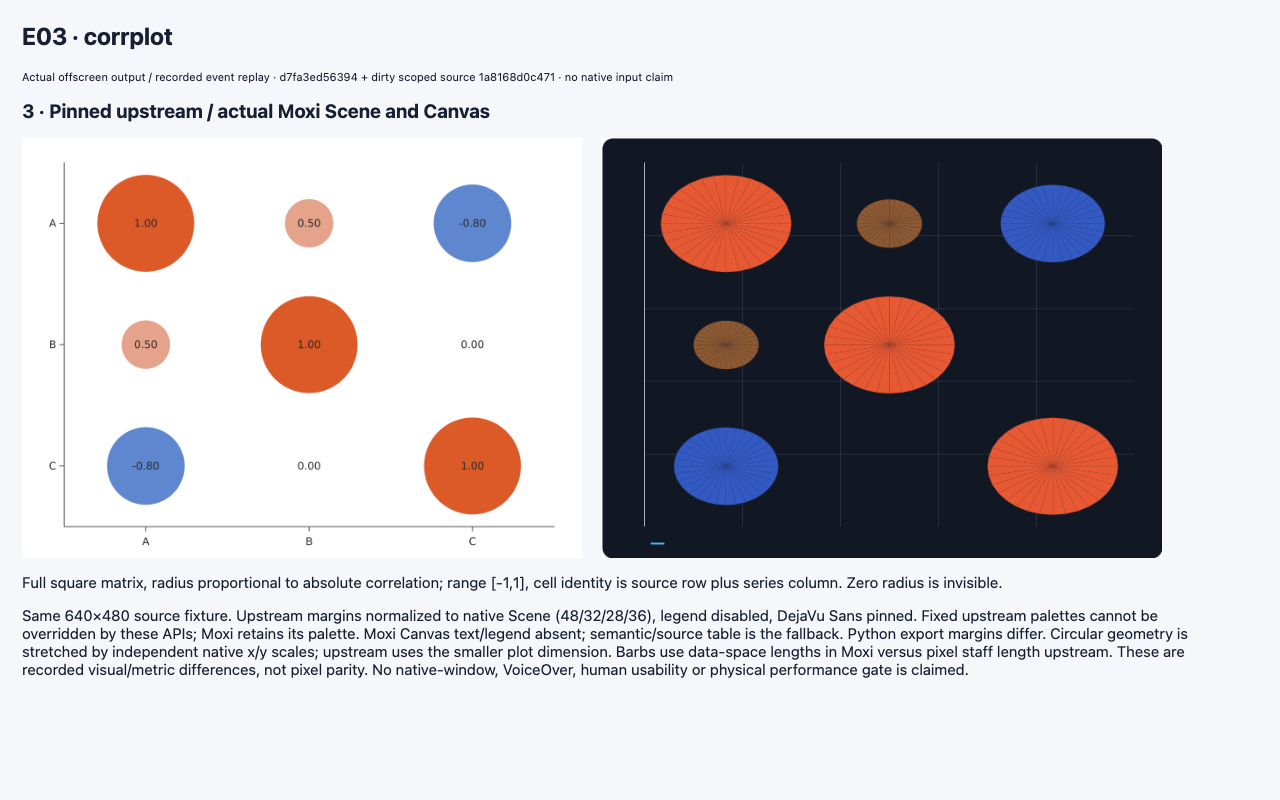 E03 · corrplot
Actual offscreen output / recorded event replay · d7fa3ed56394 + dirty scoped source 1a8168d0c471 · no native input claim
3 · Pinned upstream / actual Moxi Scene and Canvas
A
1.00
0.50
-0.80
B
0.50
1.00
0.00
C
-0.80
0.00
1.00
A
B
C
Full square matrix, radius proportional to absolute correlation; range [-1,1], cell identity is source row plus series column. Zero radius is invisible.
Same 640×480 source fixture. Upstream margins normalized to native Scene (48/32/28/36), legend disabled, DejaVu Sans pinned. Fixed upstream palettes cannot be
overridden by these APIs; Moxi retains its palette. Moxi Canvas text/legend absent; semantic/source table is the fallback. Python export margins differ. Circular geometry is
stretched by independent native x/y scales; upstream uses the smaller plot dimension. Barbs use data-space lengths in Moxi versus pixel staff length upstream. These are
recorded visual/metric differences, not pixel parity. No native-window, VoiceOver, human usability or physical performance gate is claimed.